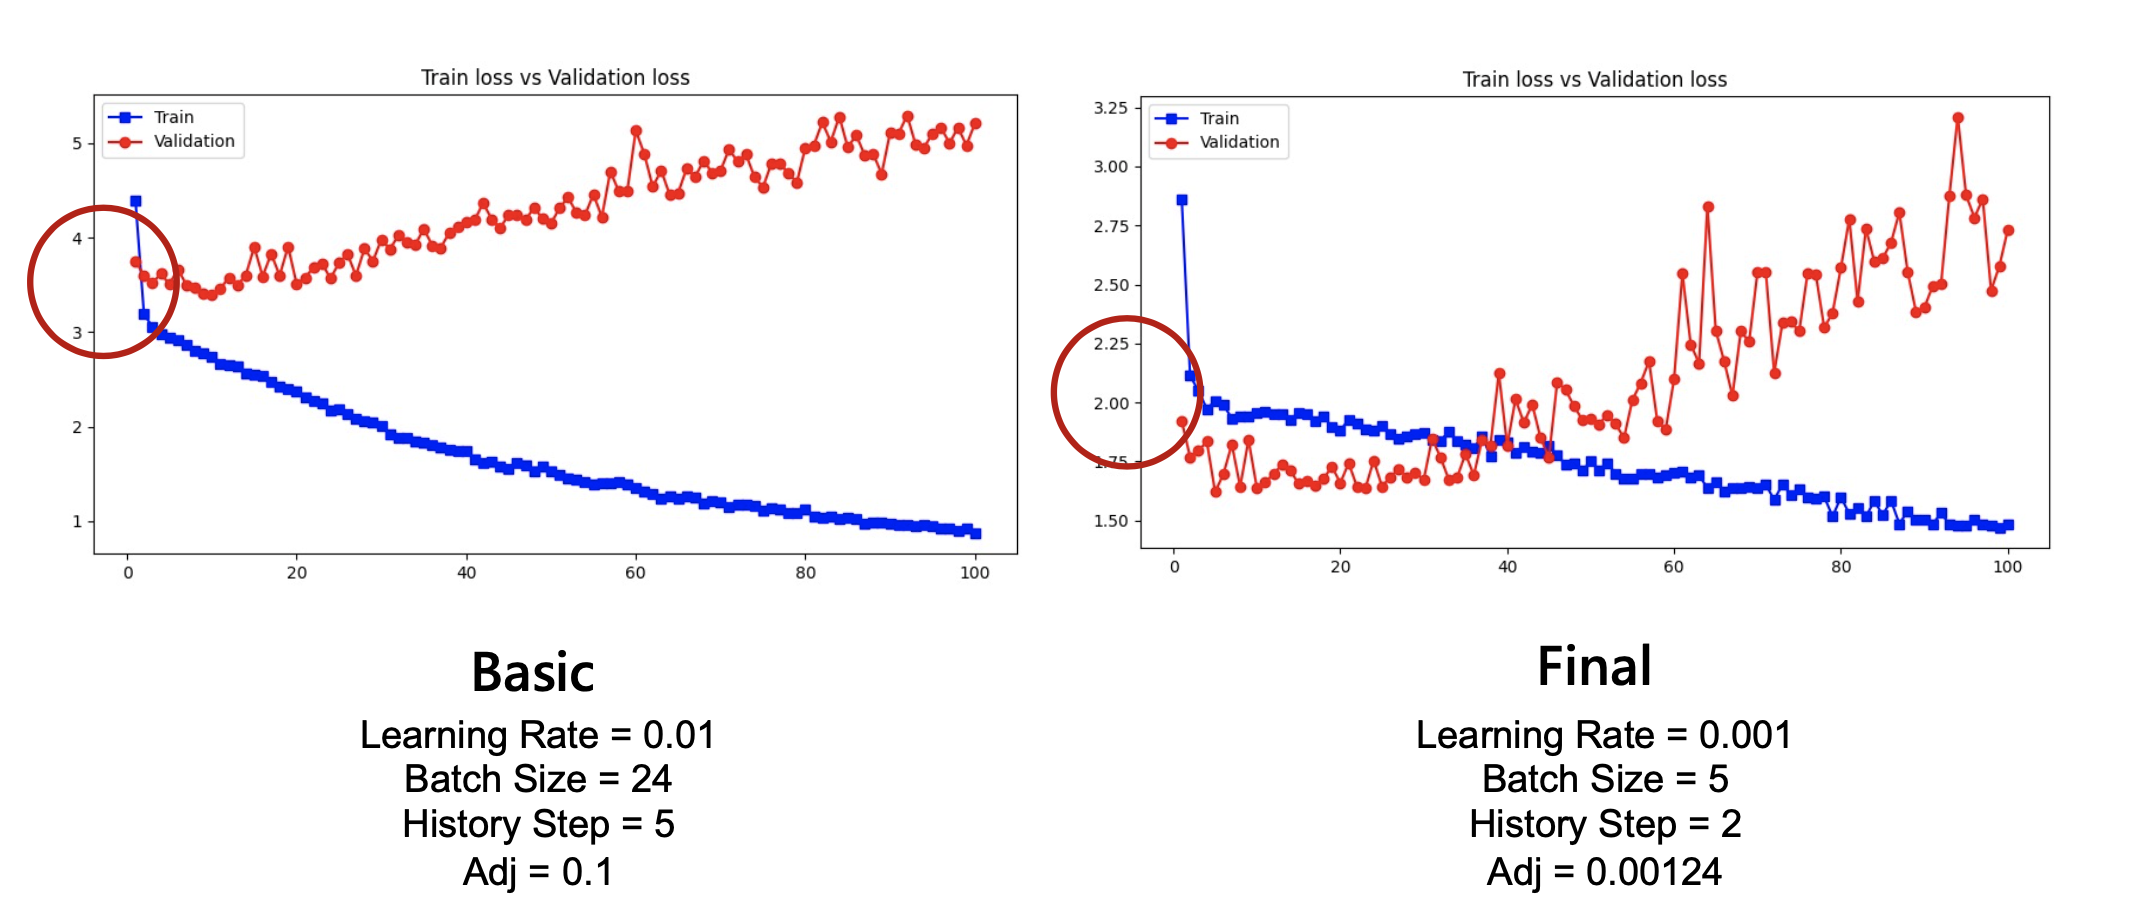 Train loss vs Validation loss
Train
Validation
5
4
3
2
1
0 20 40 60 80 100
Train loss vs Validation loss
Train
Validation
3.25
3.00
2.75
2.50
2.25
2.00
1.75
1.50
0 20 40 60 80 100
Basic
Learning Rate = 0.01
Batch Size = 24
History Step = 5
Adj = 0.1
Final
Learning Rate = 0.001
Batch Size = 5
History Step = 2
Adj = 0.00124